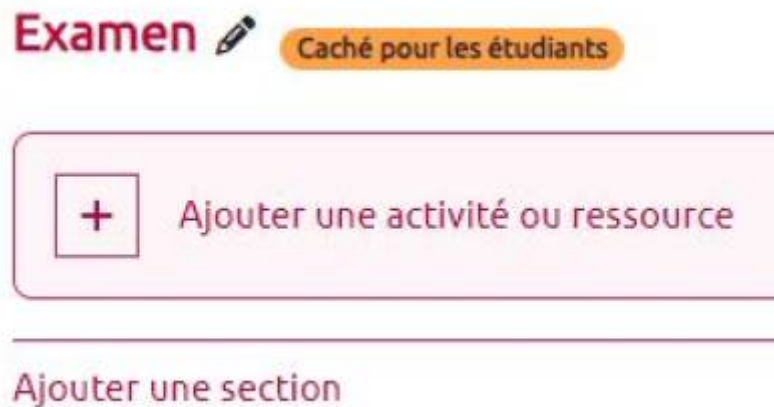 Examen
Caché pour les étudiants
+ Ajouter une activité ou ressource
Ajouter une section